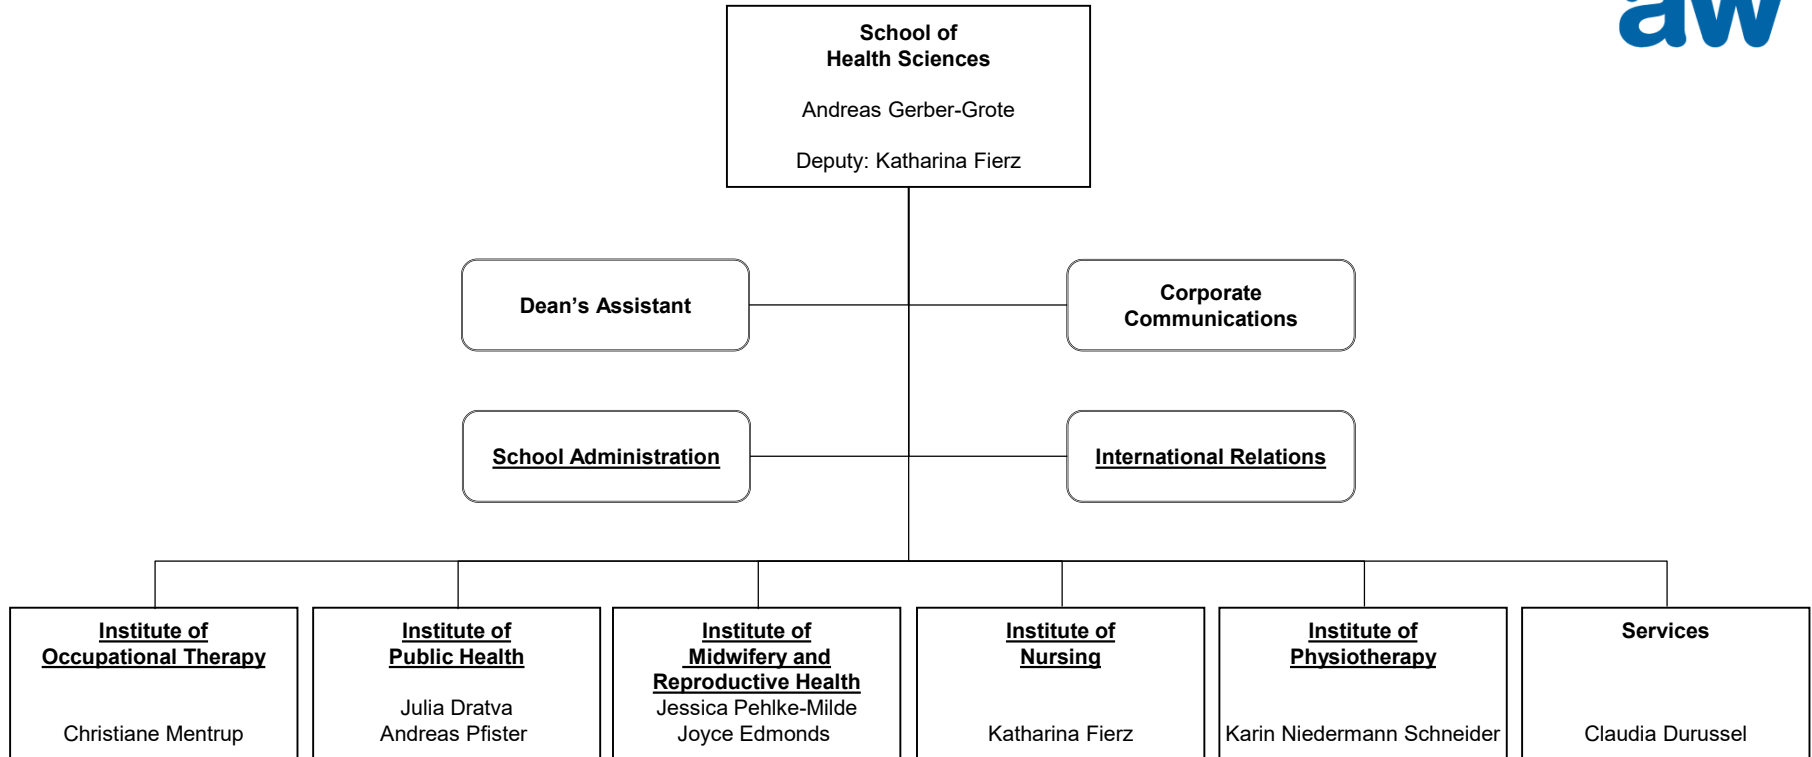 aw
School of
Health Sciences
Andreas Gerber-Grote
Deputy: Katharina Fierz
Dean’s Assistant
Corporate
Communications
School Administration
International Relations
Institute of
Occupational Therapy
Christiane Mentrup
Institute of
Public Health
Julia Dratva
Andreas Pfister
Institute of
Midwifery and
Reproductive Health
Jessica Pehlke-Milde
Joyce Edmonds
Institute of
Nursing
Katharina Fierz
Institute of
Physiotherapy
Karin Niedermann Schneider
Services
Claudia Durussel